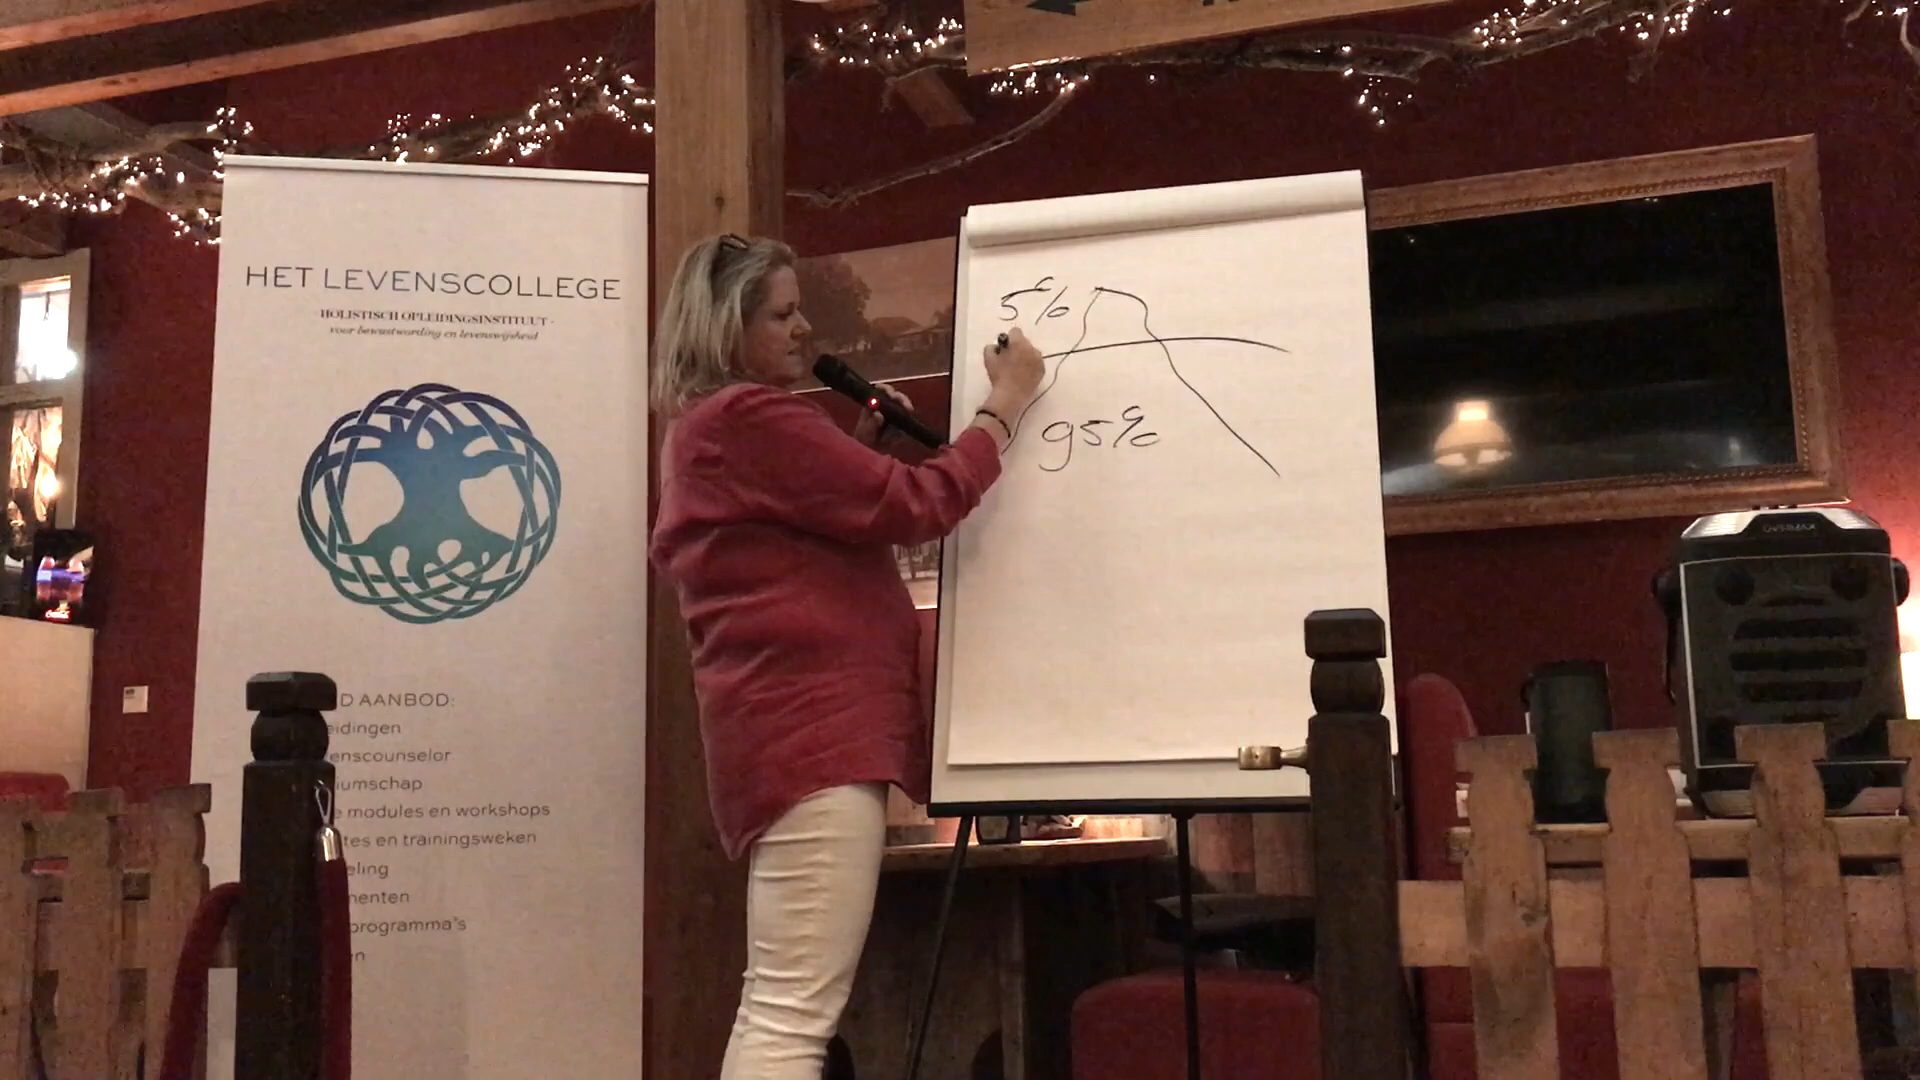 HET LEVENSCOLLEGE
HOLISTISCH OPLEIDINGSINSTITUUT -
voor bewustwording en levenswijsheid
D AANBOD:
eidingen
enscounselor
iumschap
e modules en workshops
tes en trainingsweken
eling
menten
programma's
en
5%
95%